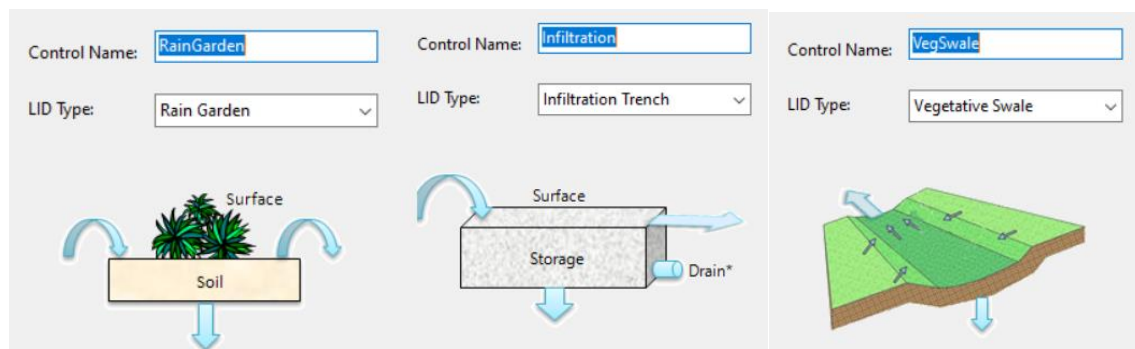 Control Name: RainGarden
LID Type: Rain Garden
Surface
Soil
Control Name: Infiltration
LID Type: Infiltration Trench
Surface
Storage
Drain*
Control Name: VegSwale
LID Type: Vegetative Swale